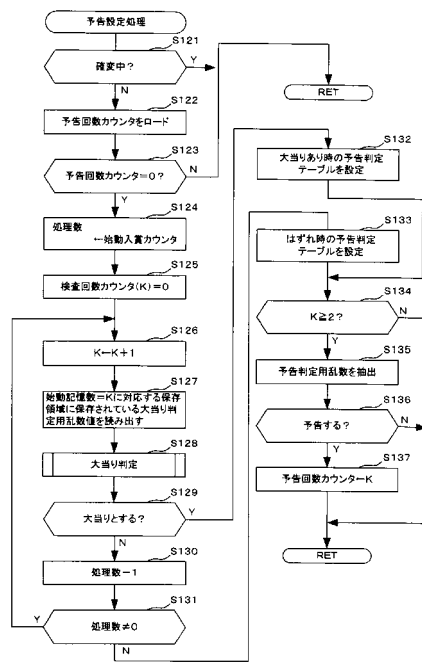 予告設定処理
S121
確変中?
Y
N
S122
予告回数カウンタをロード
S123
予告回数カウンタ=0?
N
Y
S124
処理数
←始動入賞カウンタ
S125
検査回数カウンタ(K)=0
S126
K←K+1
S127
始動記憶数=Kに対応する保存
領域に保存されている大当り判
定用乱数値を読み出す
S128
大当り判定
S129
大当りとする?
Y
N
S130
処理数-1
S131
Y
処理数≠0
N
RET
S132
大当りあり時の予告判定
テーブルを設定
S133
はずれ時の予告判定
テーブルを設定
S134
K≧2?
N
Y
S135
予告判定用乱数を抽出
S136
予告する?
N
Y
S137
予告回数カウンタ←K
RET